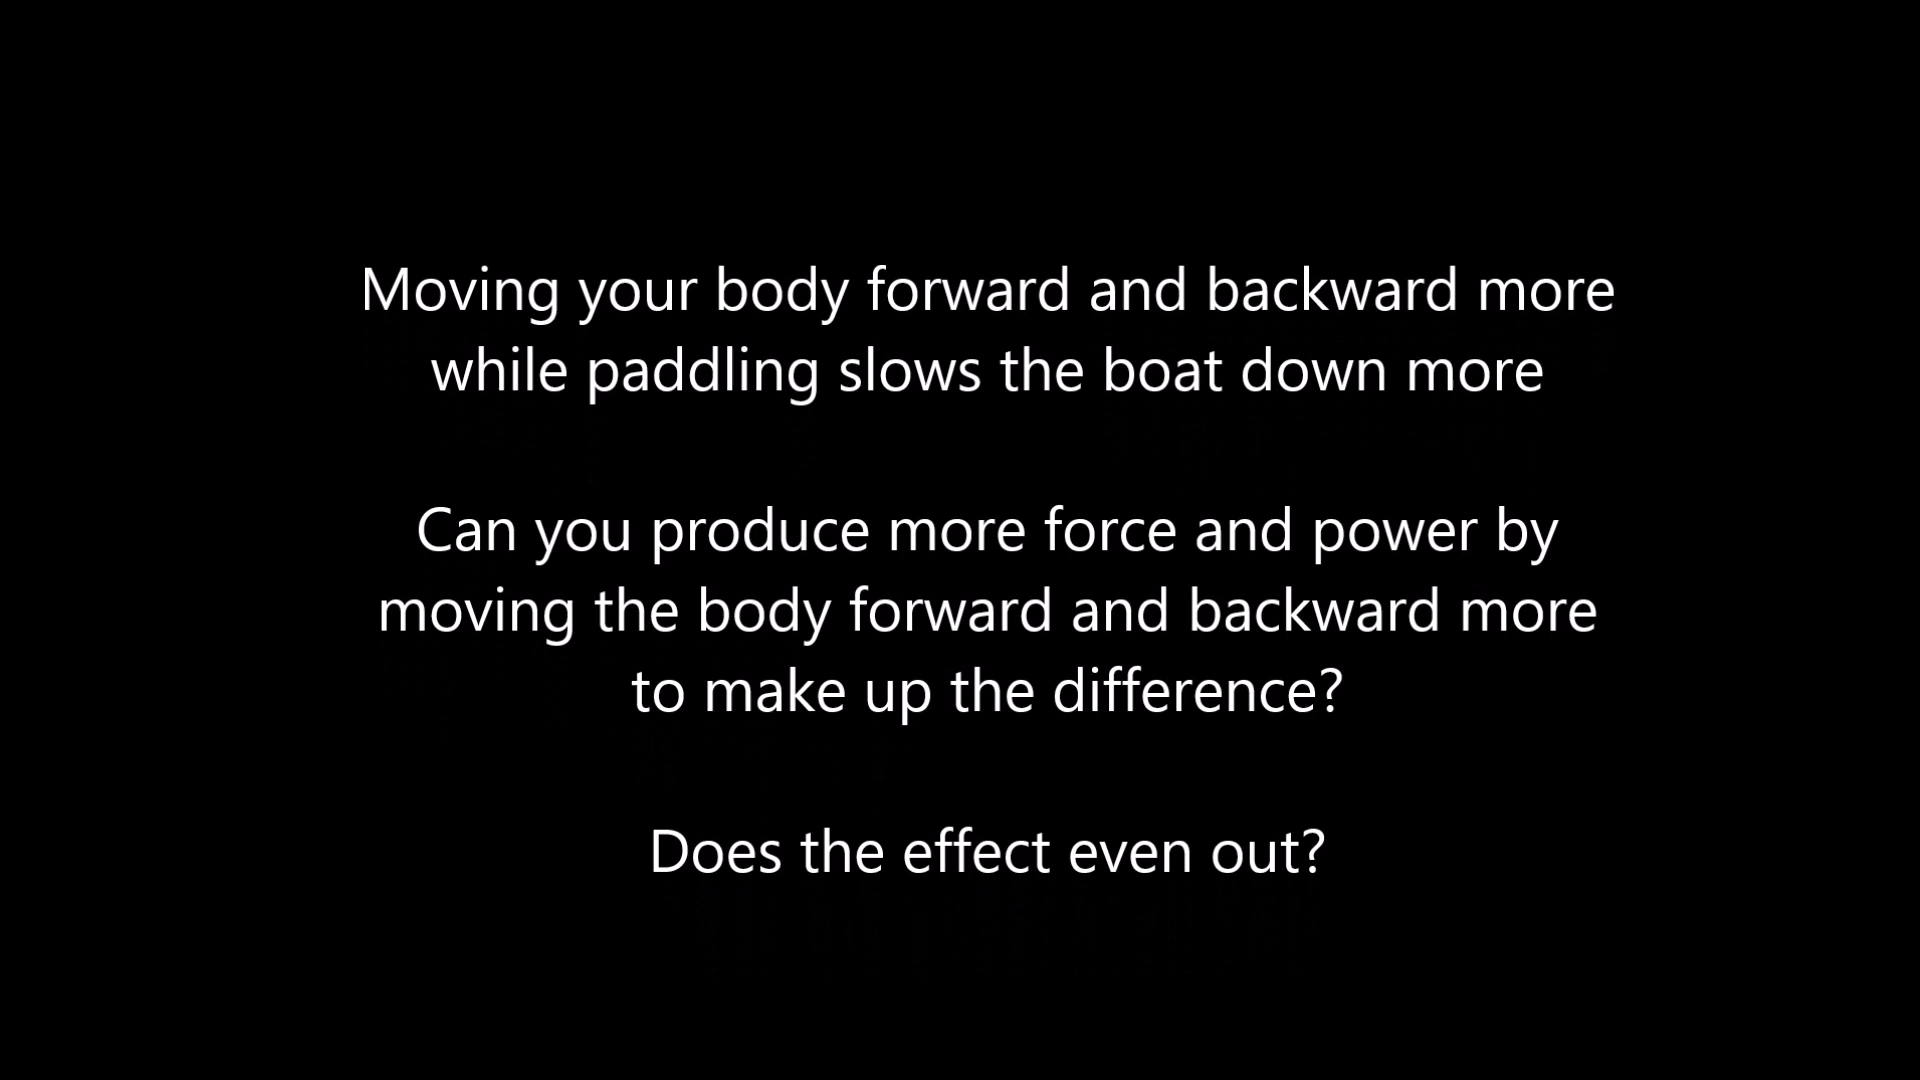 Moving your body forward and backward more
while paddling slows the boat down more
Can you produce more force and power by
moving the body forward and backward more
to make up the difference?
Does the effect even out?